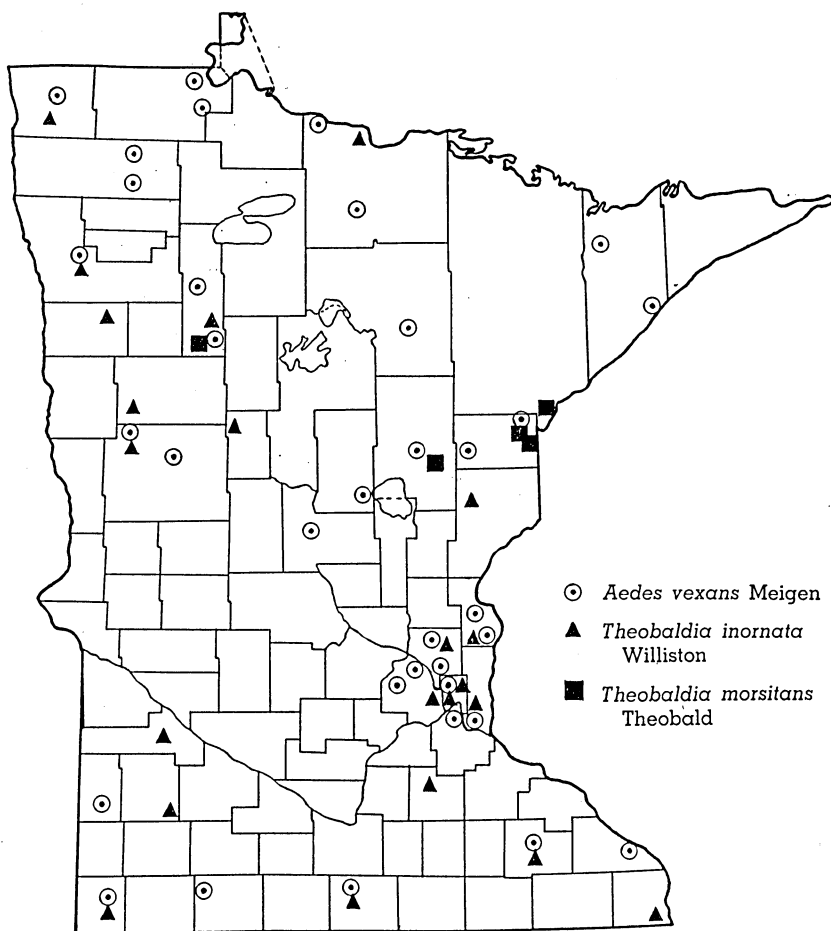 Aedes vexans Meigen
Theobaldia inornata
Williston
Theobaldia morsitans
Theobald